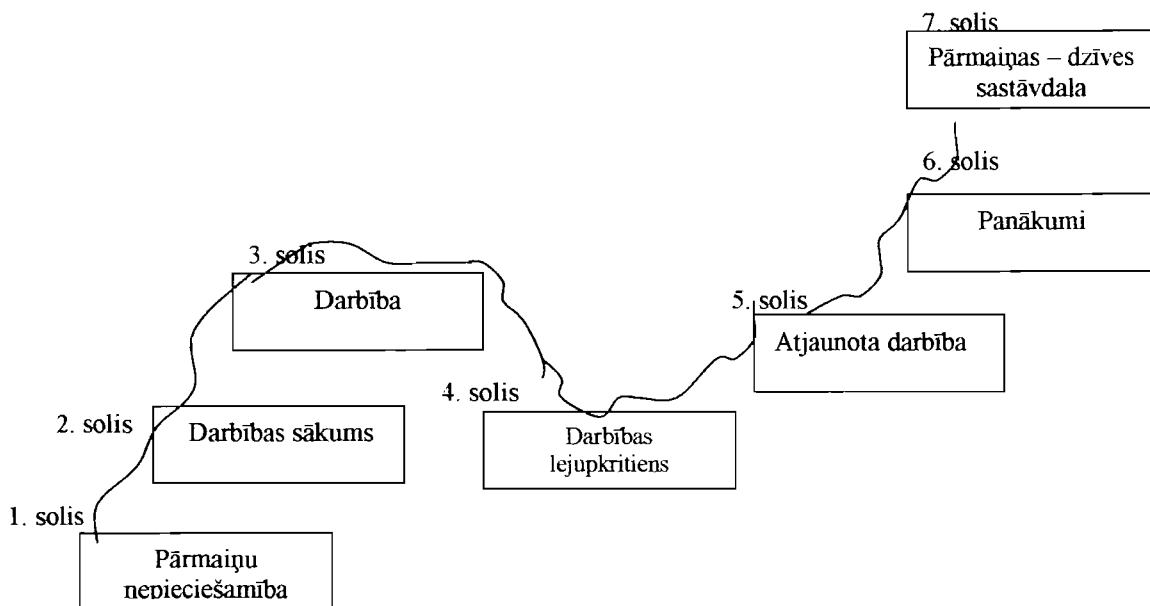 7. solis
Pārmaiņas – dzīves
sastāvdala
6. solis
Panākumi
3. solis
Darbība
5. solis
Atjaunota darbība
4. solis
Darbības
lejupkritiens
2. solis
Darbības sākums
1. solis
Pārmaiņu
nepieciešamība